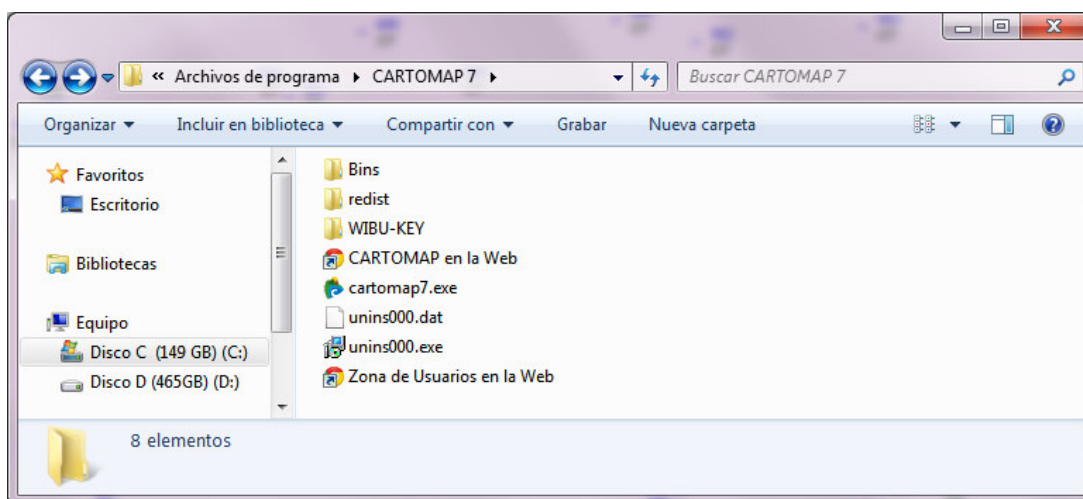 « Archivos de programa ▸ CARTOMAP 7 ▸ Buscar CARTOMAP 7
Organizar Incluir en biblioteca Compartir con Grabar Nueva carpeta
Favoritos
Escritorio
Bibliotecas
Equipo
Disco C (149 GB) (C:)
Disco D (465GB) (D:)
Bins
redist
WIBU-KEY
CARTOMAP en la Web
cartomap7.exe
unins000.dat
unins000.exe
Zona de Usuarios en la Web
8 elementos